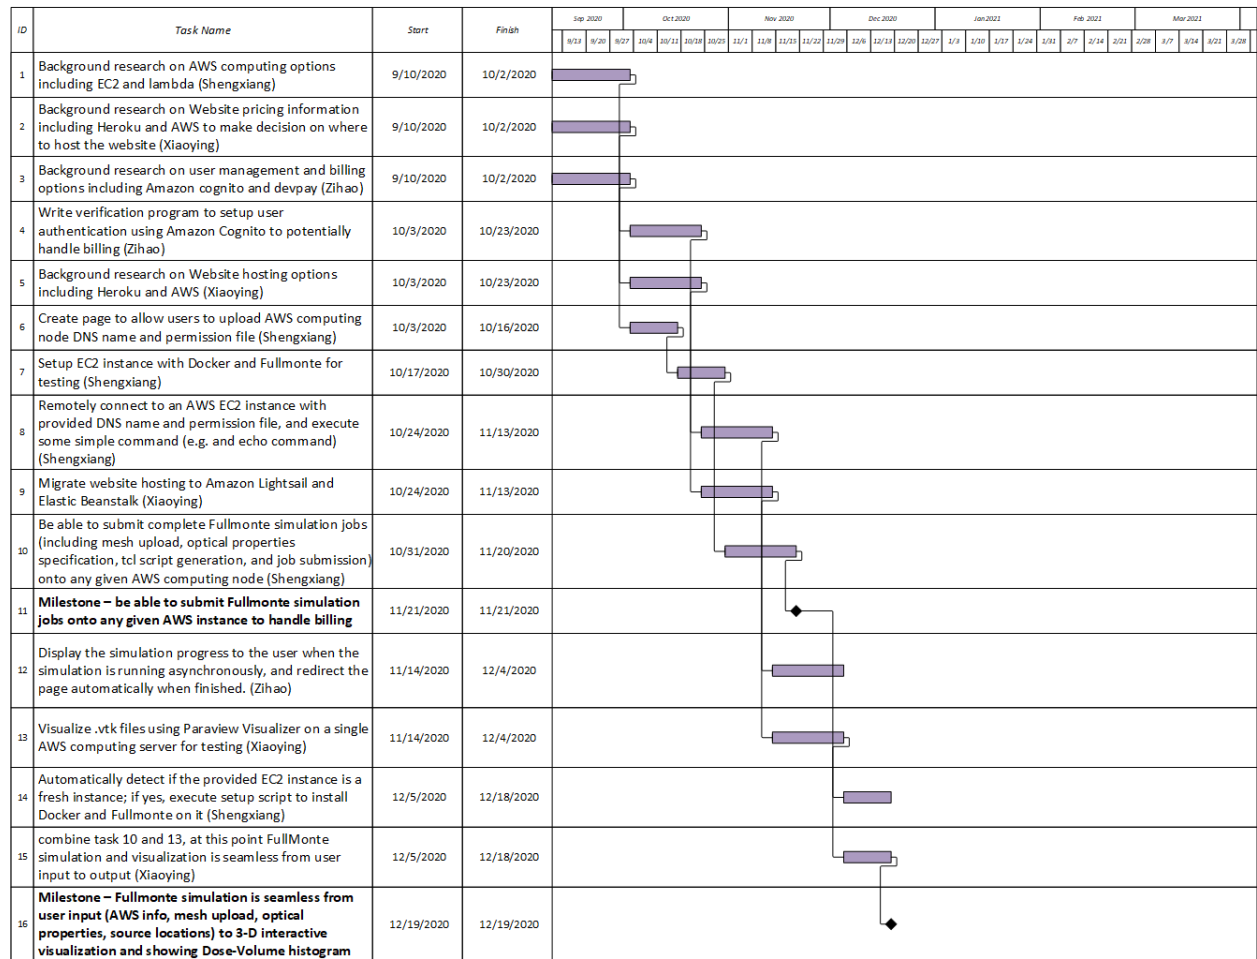 ID
Task Name
Start
Finish
Sep 2020
Oct 2020
Nov 2020
Dec 2020
Jan 2021
Feb 2021
Mar 2021
9/13 9/20 9/27 10/4 10/11 10/18 10/25 11/1 11/8 11/15 11/22 11/29 12/6 12/13 12/20 12/27 1/3 1/10 1/17 1/24 1/31 2/7 2/14 2/21 2/28 3/7 3/14 3/21 3/28
1
Background research on AWS computing options
including EC2 and lambda (Shengxiang)
9/10/2020
10/2/2020
2
Background research on Website pricing information
including Heroku and AWS to make decision on where
to host the website (Xiaoying)
9/10/2020
10/2/2020
3
Background research on user management and billing
options including Amazon cognito and devpay (Zihao)
9/10/2020
10/2/2020
4
Write verification program to setup user
authentication using Amazon Cognito to potentially
handle billing (Zihao)
10/3/2020
10/23/2020
5
Background research on Website hosting options
including Heroku and AWS (Xiaoying)
10/3/2020
10/23/2020
6
Create page to allow users to upload AWS computing
node DNS name and permission file (Shengxiang)
10/3/2020
10/16/2020
7
Setup EC2 instance with Docker and Fullmonte for
testing (Shengxiang)
10/17/2020
10/30/2020
8
Remotely connect to an AWS EC2 instance with
provided DNS name and permission file, and execute
some simple command (e.g. and echo command)
(Shengxiang)
10/24/2020
11/13/2020
9
Migrate website hosting to Amazon Lightsail and
Elastic Beanstalk (Xiaoying)
10/24/2020
11/13/2020
10
Be able to submit complete Fullmonte simulation jobs
(including mesh upload, optical properties
specification, tcl script generation, and job submission)
onto any given AWS computing node (Shengxiang)
10/31/2020
11/20/2020
11
Milestone – be able to submit Fullmonte simulation
jobs onto any given AWS instance to handle billing
11/21/2020
11/21/2020
12
Display the simulation progress to the user when the
simulation is running asynchronously, and redirect the
page automatically when finished. (Zihao)
11/14/2020
12/4/2020
13
Visualize .vtk files using Paraview Visualizer on a single
AWS computing server for testing (Xiaoying)
11/14/2020
12/4/2020
14
Automatically detect if the provided EC2 instance is a
fresh instance; if yes, execute setup script to install
Docker and Fullmonte on it (Shengxiang)
12/5/2020
12/18/2020
15
combine task 10 and 13, at this point FullMonte
simulation and visualization is seamless from user
input to output (Xiaoying)
12/5/2020
12/18/2020
16
Milestone – Fullmonte simulation is seamless from
user input (AWS info, mesh upload, optical
properties, source locations) to 3-D interactive
visualization and showing Dose-Volume histogram
12/19/2020
12/19/2020